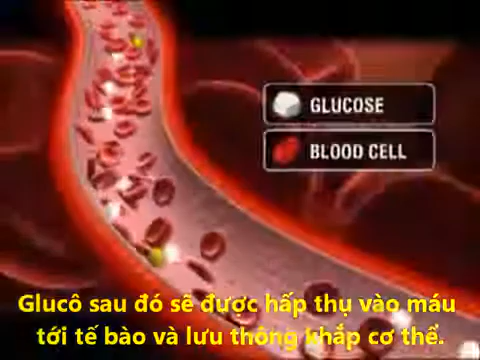 GLUCOSE
BLOOD CELL
Glucô sau đó sẽ được hấp thụ vào máu
tới tế bào và lưu thông khắp cơ thể.